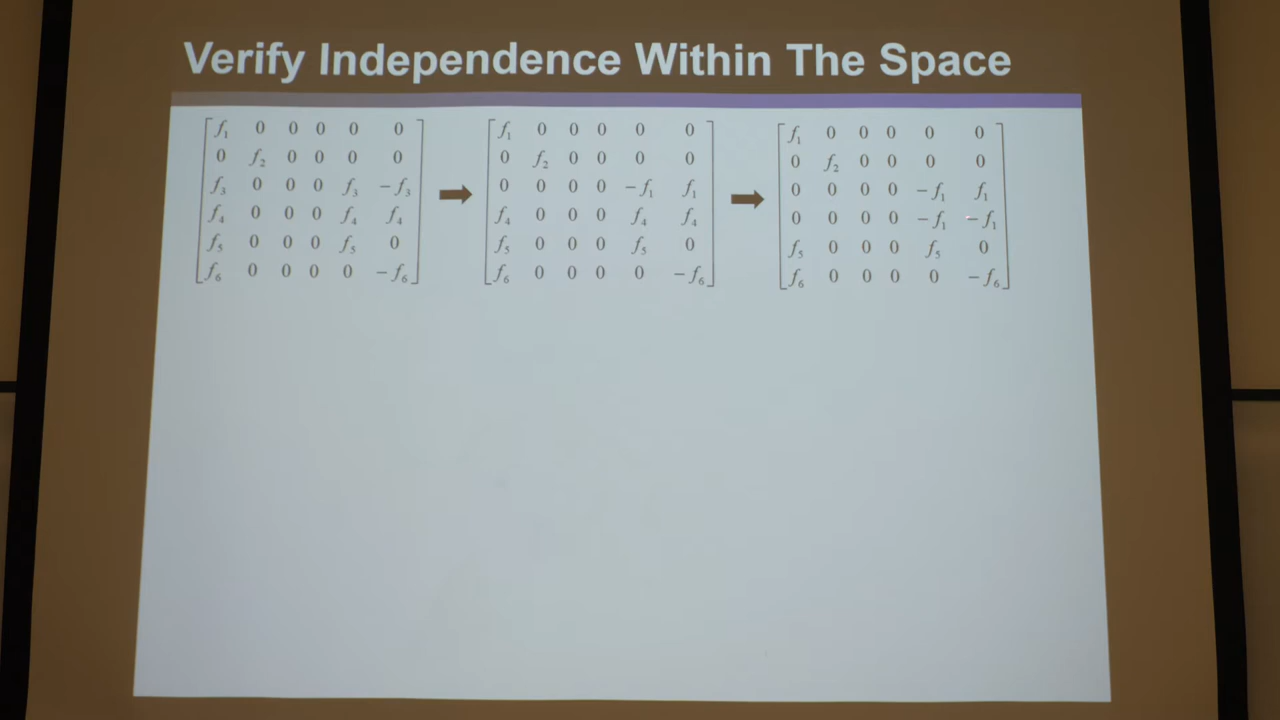 Verify Independence Within The Space
f₁ 0 0 0 0 0
0 f₂ 0 0 0 0
f₃ 0 0 0 f₃ −f₃
f₄ 0 0 0 f₄ f₄
f₅ 0 0 0 f₅ 0
f₆ 0 0 0 0 −f₆
f₁ 0 0 0 0 0
0 f₂ 0 0 0 0
0 0 0 0 −f₁ f₁
f₄ 0 0 0 f₄ f₄
f₅ 0 0 0 f₅ 0
f₆ 0 0 0 0 −f₆
f₁ 0 0 0 0 0
0 f₂ 0 0 0 0
0 0 0 0 −f₁ f₁
0 0 0 0 −f₁ −f₁
f₅ 0 0 0 f₅ 0
f₆ 0 0 0 0 −f₆